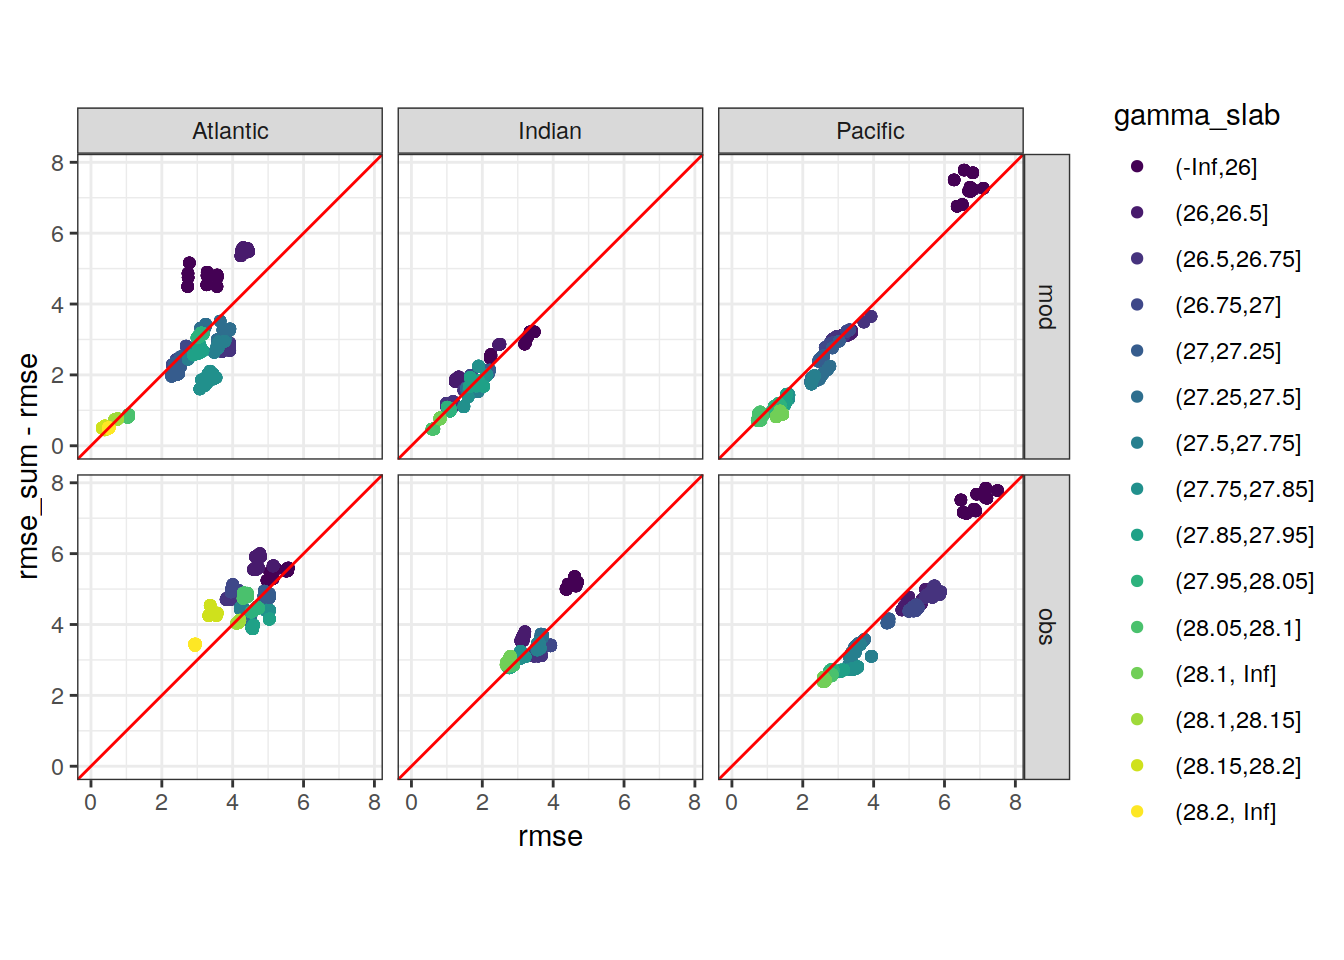 Atlantic
Indian
Pacific
gamma_slab
(-Inf,26]
(26,26.5]
(26.5,26.75]
(26.75,27]
(27,27.25]
(27.25,27.5]
(27.5,27.75]
(27.75,27.85]
(27.85,27.95]
(27.95,28.05]
(28.05,28.1]
(28.1, Inf]
(28.1,28.15]
(28.15,28.2]
(28.2, Inf]
rmse_sum - rmse
8
6
4
2
0
mod
8
6
4
2
0
obs
0 2 4 6 8 0 2 4 6 8 0 2 4 6 8
rmse